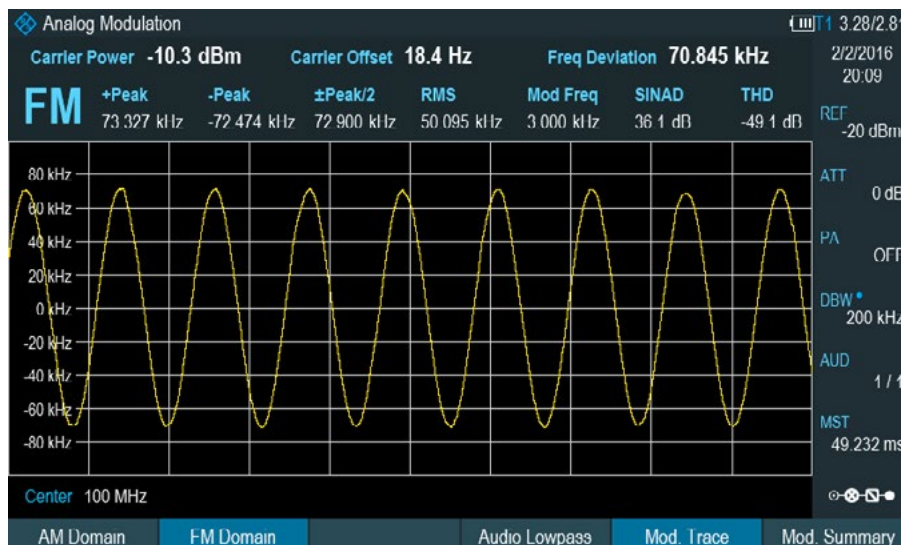 Analog Modulation
T1 3.28/2.81
Carrier Power -10.3 dBm Carrier Offset 18.4 Hz Freq Deviation 70.845 kHz
2/2/2016
20:09
FM
+Peak -Peak ±Peak/2 RMS Mod Freq SINAD THD
73.327 kHz -72.474 kHz 72.900 kHz 50.095 kHz 3.000 kHz 36.1 dB -49.1 dB
REF
-20 dBm
80 kHz
60 kHz
40 kHz
20 kHz
0 kHz
-20 kHz
-40 kHz
-60 kHz
-80 kHz
ATT
0 dB
PA
OFF
DBW
200 kHz
AUD
1 / 1
MST
49.232 ms
Center 100 MHz
AM Domain FM Domain Audio Lowpass Mod. Trace Mod. Summary